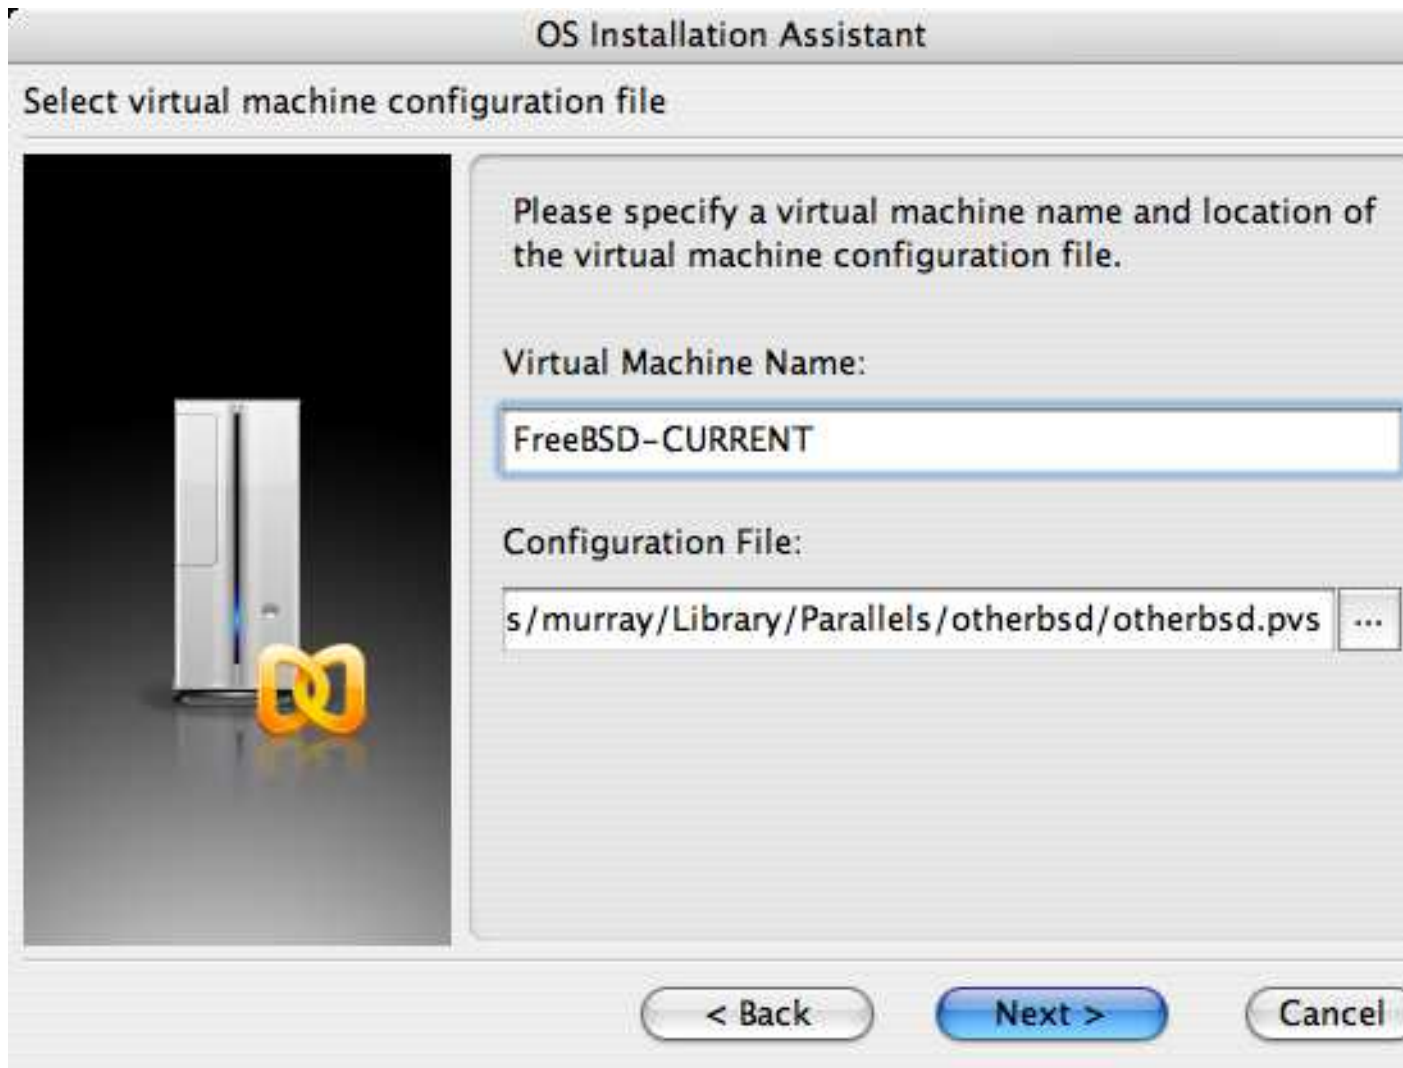 OS Installation Assistant
Select virtual machine configuration file
Please specify a virtual machine name and location of
the virtual machine configuration file.
Virtual Machine Name:
FreeBSD-CURRENT
Configuration File:
s/murray/Library/Parallels/otherbsd/otherbsd.pvs
...
< Back
Next >
Cancel